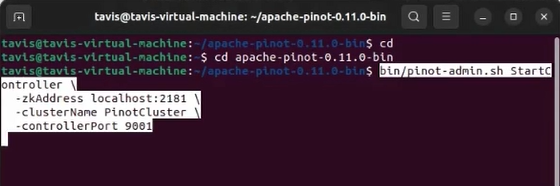 tavis@tavis-virtual-machine: ~/apache-pinot-0.11.0-bin
tavis@tavis-virtual-machine:~/apache-pinot-0.11.0-bin$ cd
tavis@tavis-virtual-machine:~$ cd apache-pinot-0.11.0-bin
tavis@tavis-virtual-machine:~/apache-pinot-0.11.0-bin$ bin/pinot-admin.sh StartC
ontroller \
  -zkAddress localhost:2181 \
  -clusterName PinotCluster \
  -controllerPort 9001